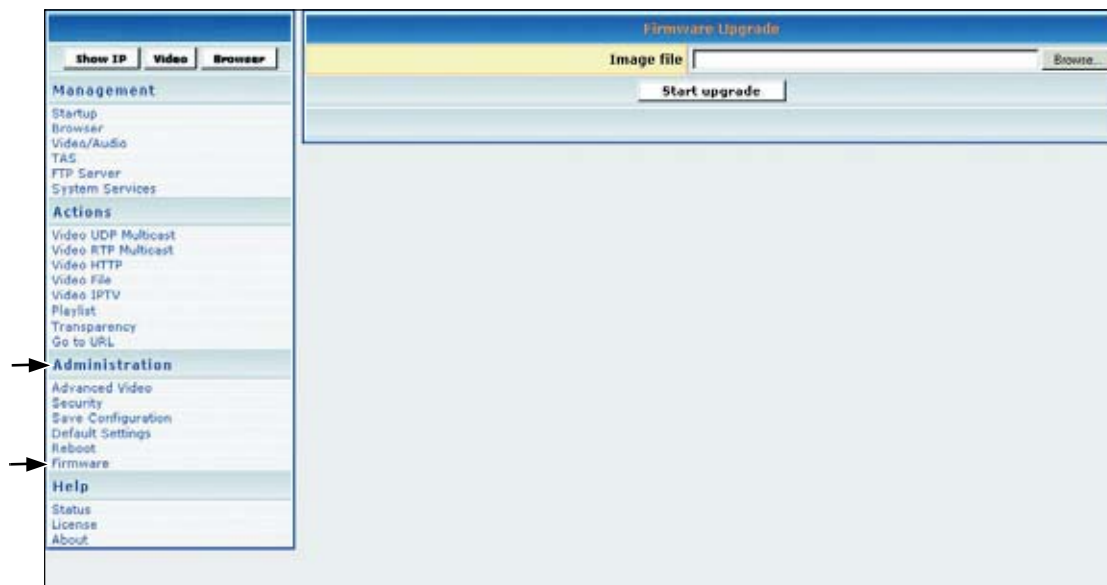 Show IP Video Browser
Management
Startup
Browser
Video/Audio
TAS
FTP Server
System Services
Actions
Video UDP Multicast
Video RTP Multicast
Video HTTP
Video File
Video IPTV
Playlist
Transparency
Go to URL
Administration
Advanced Video
Security
Save Configuration
Default Settings
Reboot
Firmware
Help
Status
License
About
Firmware Upgrade
Image file Browse...
Start upgrade